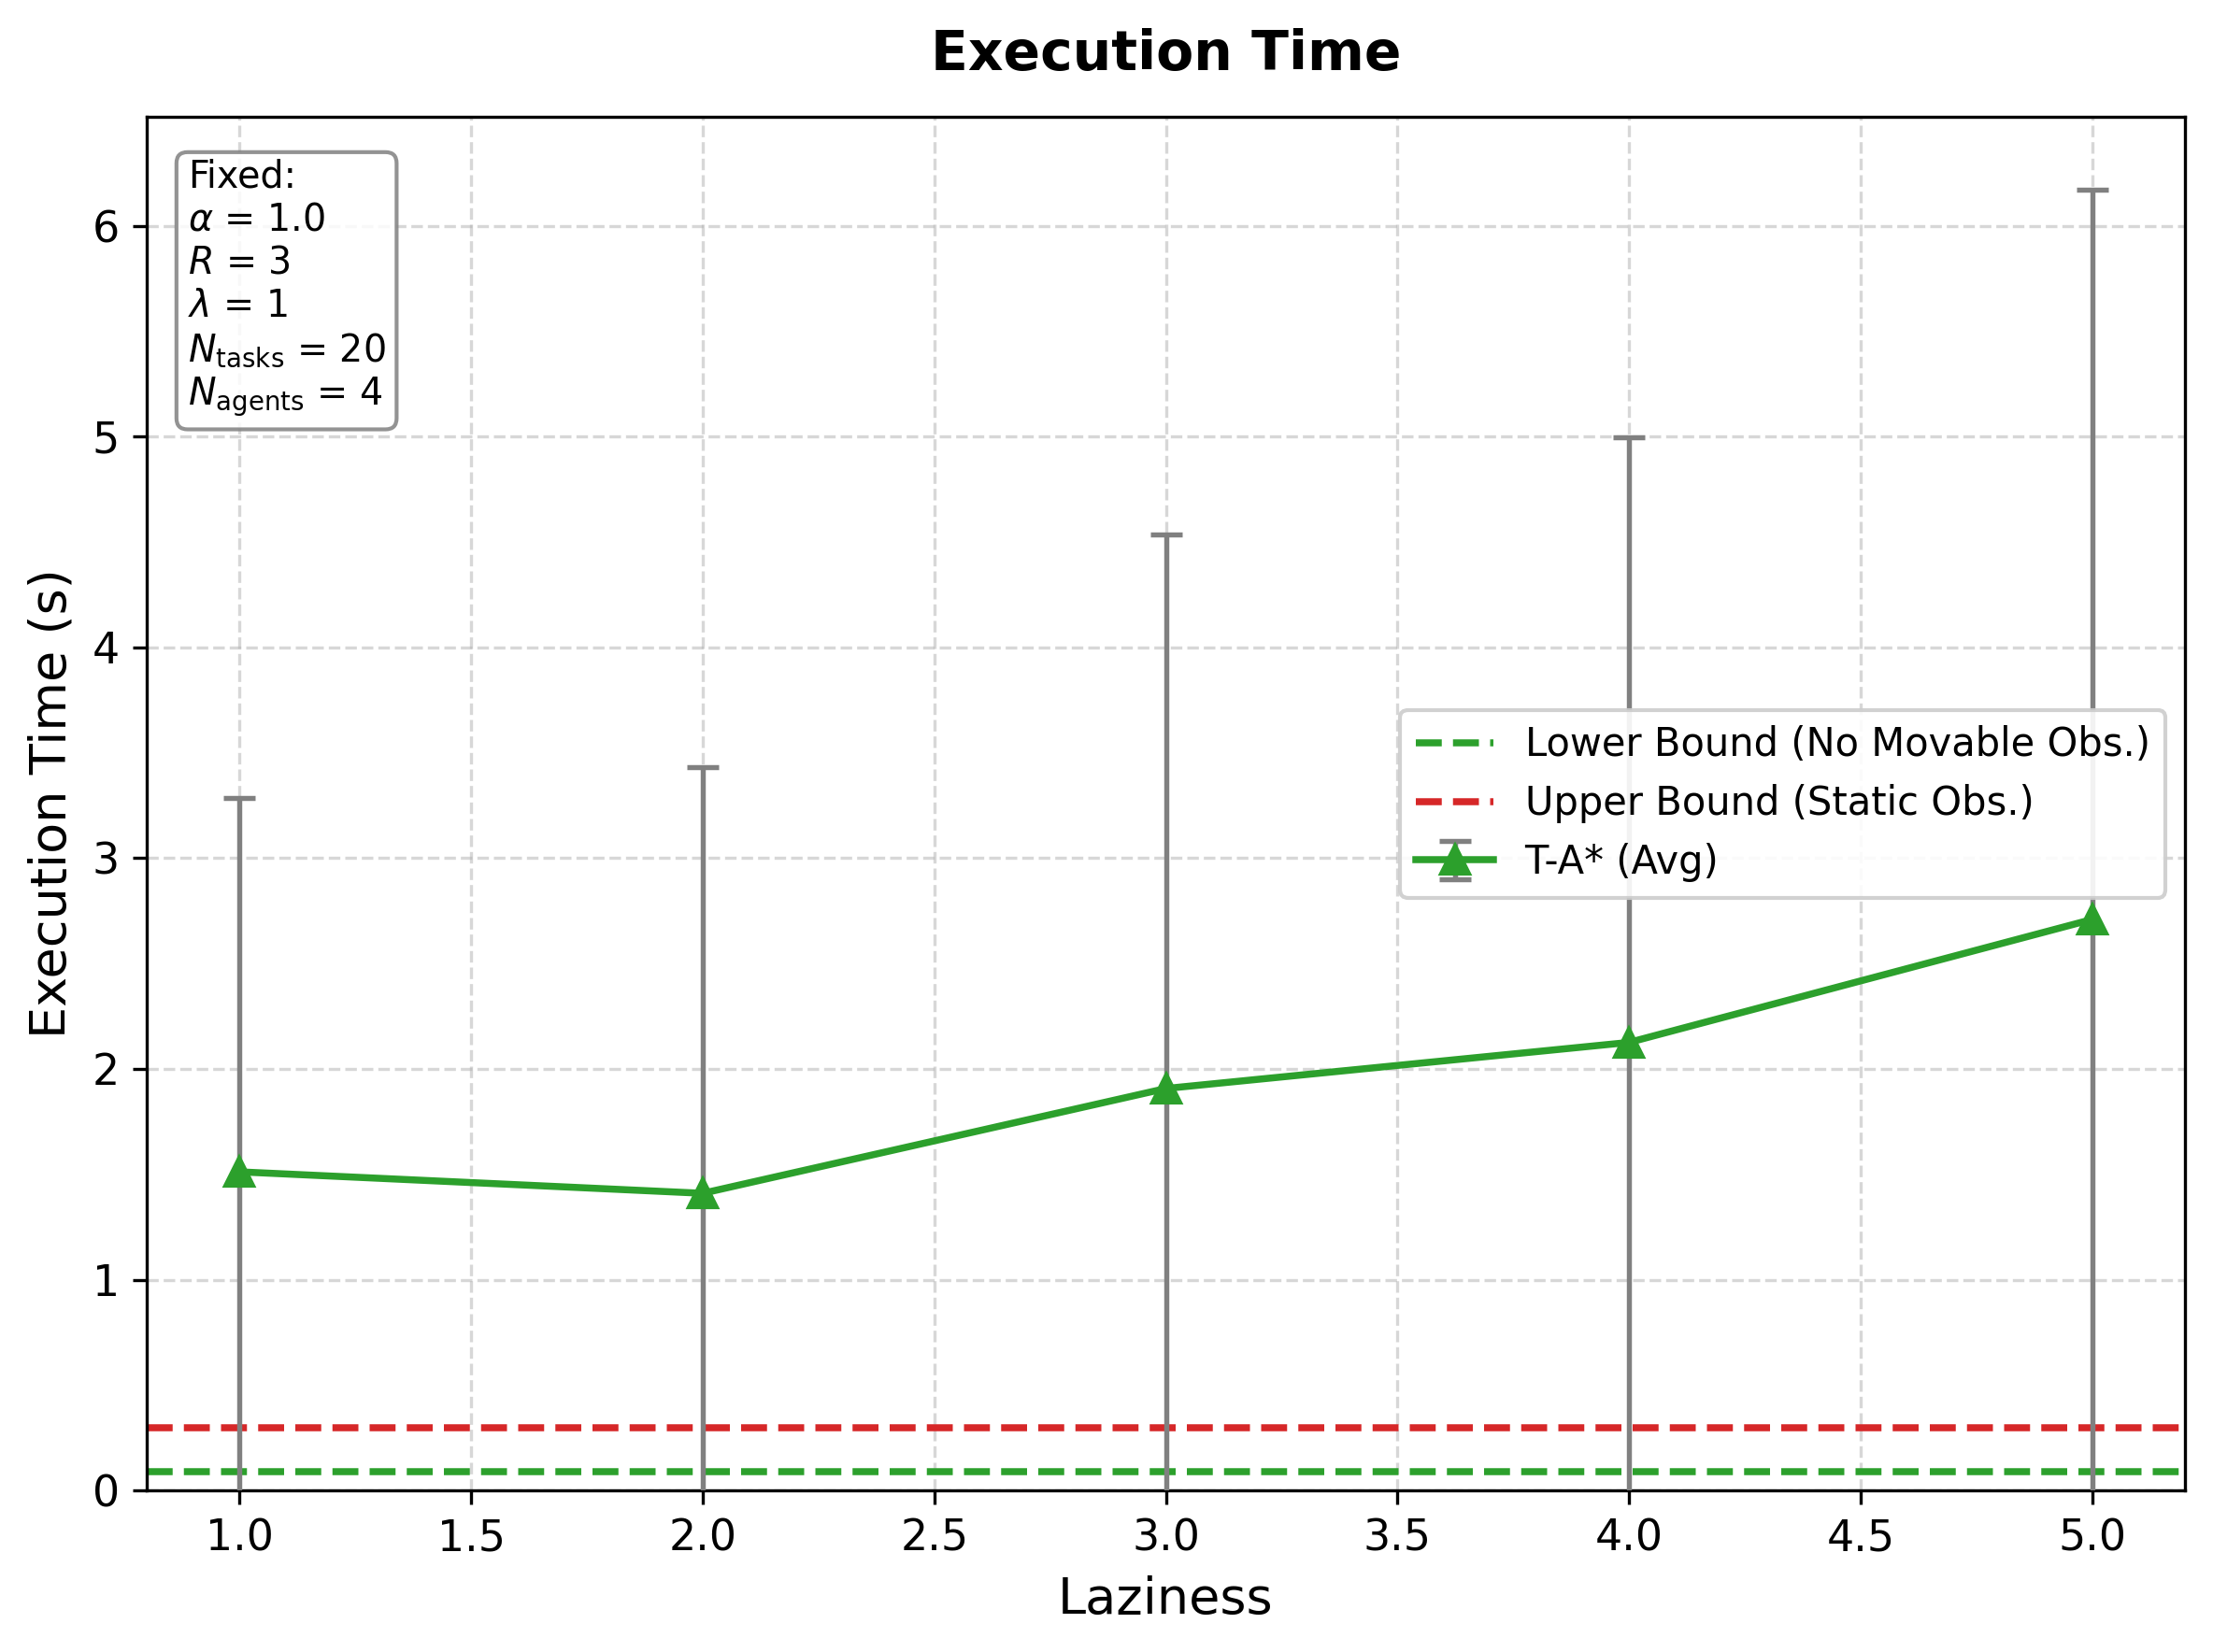 Execution Time
Fixed:
α = 1.0
R = 3
λ = 1
N_tasks = 20
N_agents = 4
Execution Time (s)
6
5
4
3
2
1
0
Lower Bound (No Movable Obs.)
Upper Bound (Static Obs.)
T-A* (Avg)
1.0 1.5 2.0 2.5 3.0 3.5 4.0 4.5 5.0
Laziness